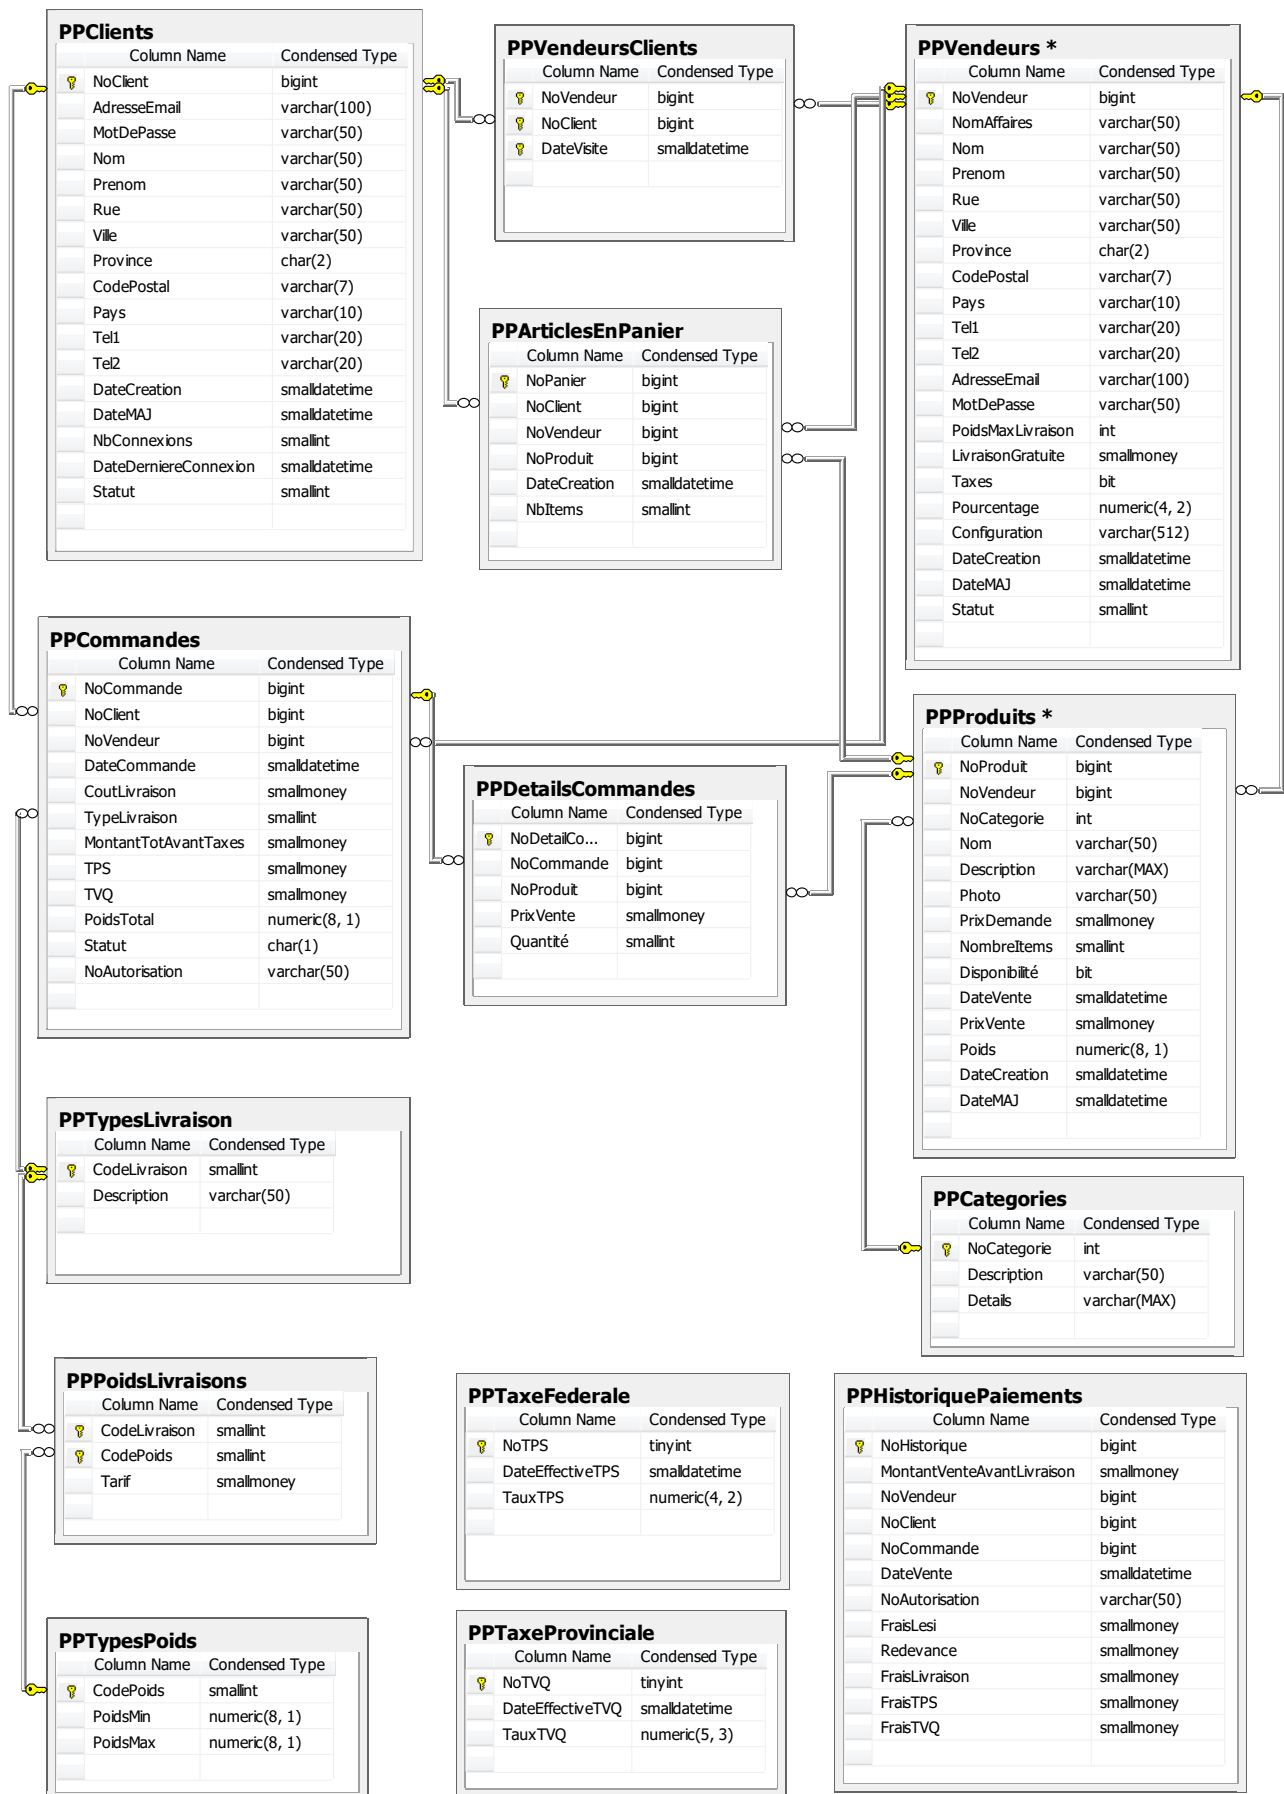 PPClients
Column Name Condensed Type
NoClient bigint
AdresseEmail varchar(100)
MotDePasse varchar(50)
Nom varchar(50)
Prenom varchar(50)
Rue varchar(50)
Ville varchar(50)
Province char(2)
CodePostal varchar(7)
Pays varchar(10)
Tel1 varchar(20)
Tel2 varchar(20)
DateCreation smalldatetime
DateMAJ smalldatetime
NbConnexions smallint
DateDerniereConnexion smalldatetime
Statut smallint
PPVendeursClients
Column Name Condensed Type
NoVendeur bigint
NoClient bigint
DateVisite smalldatetime
PPVendeurs *
Column Name Condensed Type
NoVendeur bigint
NomAffaires varchar(50)
Nom varchar(50)
Prenom varchar(50)
Rue varchar(50)
Ville varchar(50)
Province char(2)
CodePostal varchar(7)
Pays varchar(10)
Tel1 varchar(20)
Tel2 varchar(20)
AdresseEmail varchar(100)
MotDePasse varchar(50)
PoidsMaxLivraison int
LivraisonGratuite smallmoney
Taxes bit
Pourcentage numeric(4, 2)
Configuration varchar(512)
DateCreation smalldatetime
DateMAJ smalldatetime
Statut smallint
PPArticlesEnPanier
Column Name Condensed Type
NoPanier bigint
NoClient bigint
NoVendeur bigint
NoProduit bigint
DateCreation smalldatetime
NbItems smallint
PPCommandes
Column Name Condensed Type
NoCommande bigint
NoClient bigint
NoVendeur bigint
DateCommande smalldatetime
CoutLivraison smallmoney
TypeLivraison smallint
MontantTotAvantTaxes smallmoney
TPS smallmoney
TVQ smallmoney
PoidsTotal numeric(8, 1)
Statut char(1)
NoAutorisation varchar(50)
PPDetailsCommandes
Column Name Condensed Type
NoDetailCo... bigint
NoCommande bigint
NoProduit bigint
PrixVente smallmoney
Quantité smallint
PPProduits *
Column Name Condensed Type
NoProduit bigint
NoVendeur bigint
NoCategorie int
Nom varchar(50)
Description varchar(MAX)
Photo varchar(50)
PrixDemande smallmoney
NombreItems smallint
Disponibilité bit
DateVente smalldatetime
PrixVente smallmoney
Poids numeric(8, 1)
DateCreation smalldatetime
DateMAJ smalldatetime
PPTypesLivraison
Column Name Condensed Type
CodeLivraison smallint
Description varchar(50)
PPCategories
Column Name Condensed Type
NoCategorie int
Description varchar(50)
Details varchar(MAX)
PPPoidsLivraisons
Column Name Condensed Type
CodeLivraison smallint
CodePoids smallint
Tarif smallmoney
PPTaxeFederale
Column Name Condensed Type
NoTPS tinyint
DateEffectiveTPS smalldatetime
TauxTPS numeric(4, 2)
PPHistoriquePaiements
Column Name Condensed Type
NoHistorique bigint
MontantVenteAvantLivraison smallmoney
NoVendeur bigint
NoClient bigint
NoCommande bigint
DateVente smalldatetime
NoAutorisation varchar(50)
FraisLesi smallmoney
Redevance smallmoney
FraisLivraison smallmoney
FraisTPS smallmoney
FraisTVQ smallmoney
PPTypesPoids
Column Name Condensed Type
CodePoids smallint
PoidsMin numeric(8, 1)
PoidsMax numeric(8, 1)
PPTaxeProvinciale
Column Name Condensed Type
NoTVQ tinyint
DateEffectiveTVQ smalldatetime
TauxTVQ numeric(5, 3)